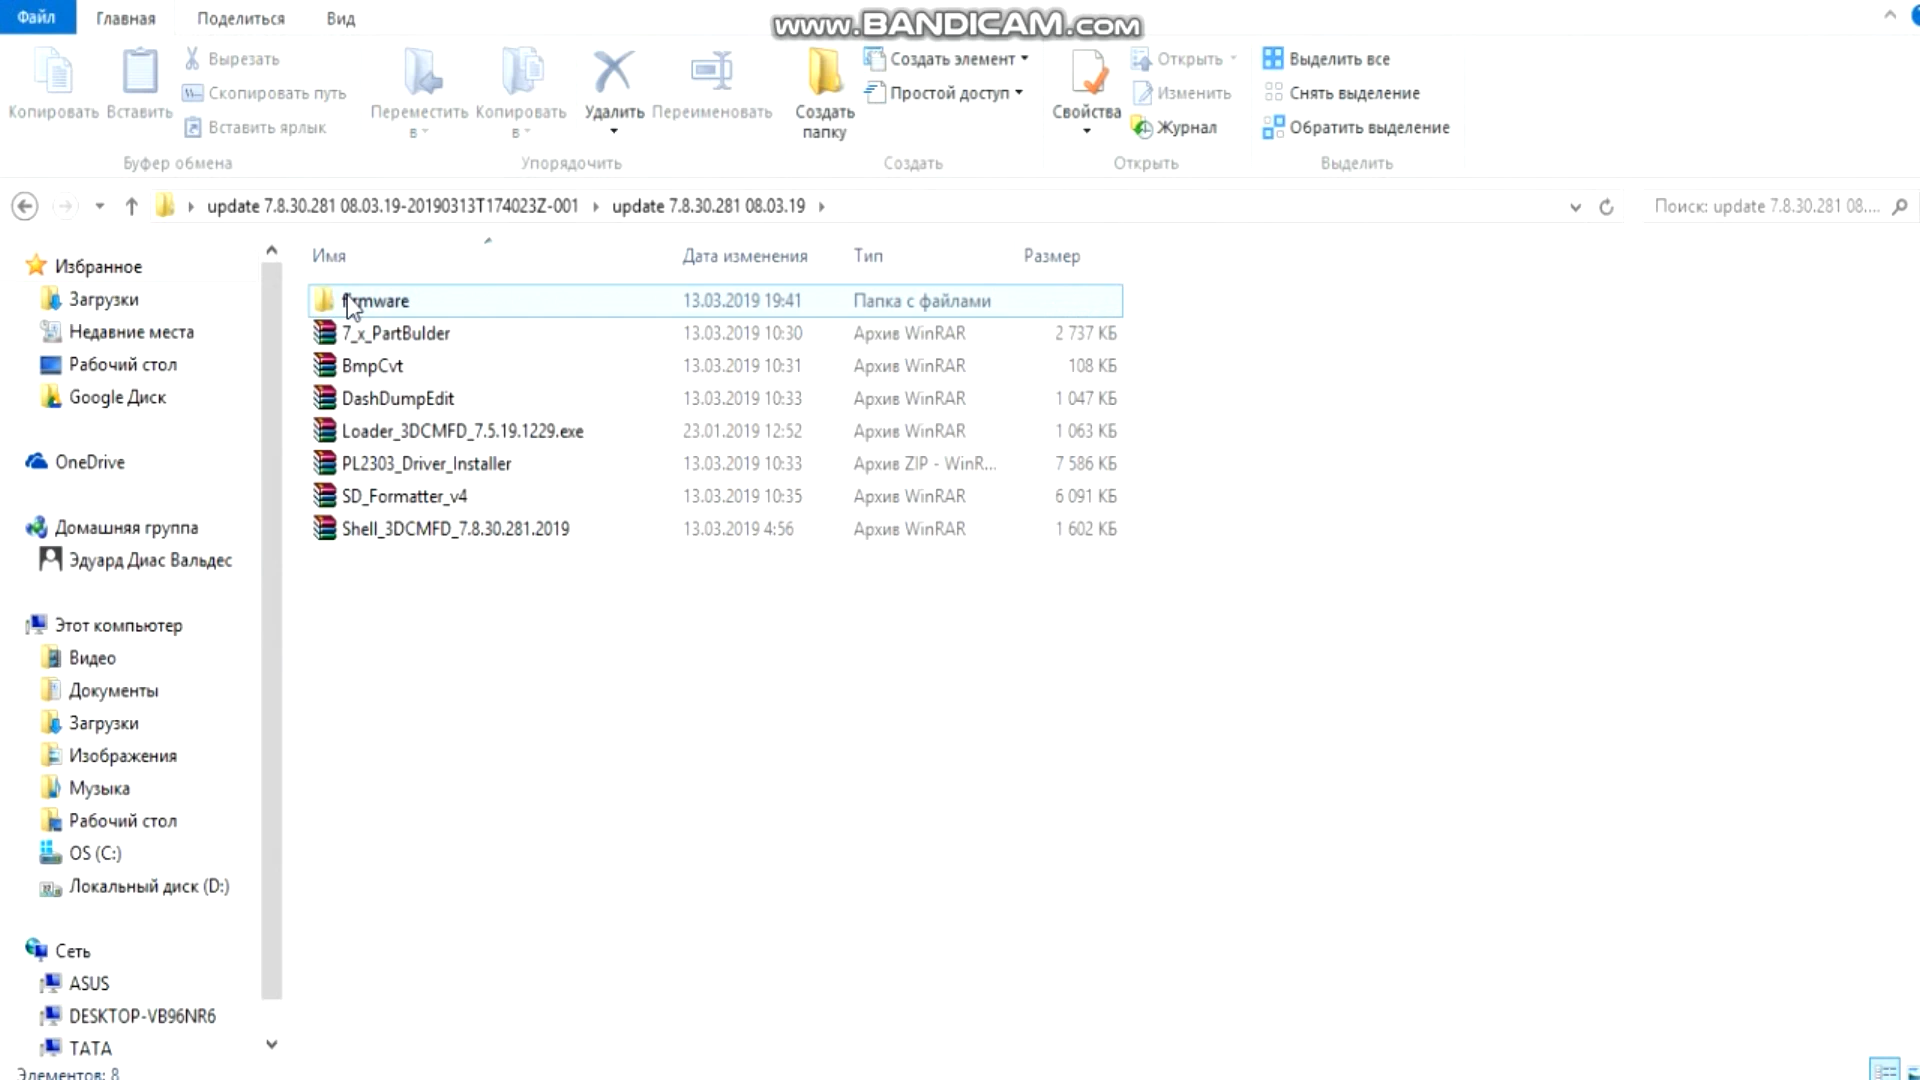 Файл Главная Поделиться Вид
www.BANDICAM.com
Копировать Вставить
Вырезать
Скопировать путь
Вставить ярлык
Буфер обмена
Переместить в
Копировать в
Удалить
Переименовать
Упорядочить
Создать папку
Создать элемент
Простой доступ
Создать
Свойства
Открыть
Изменить
Журнал
Открыть
Выделить все
Снять выделение
Обратить выделение
Выделить
update 7.8.30.281 08.03.19-20190313T174023Z-001 update 7.8.30.281 08.03.19
Поиск: update 7.8.30.281 08....
Избранное
Загрузки
Недавние места
Рабочий стол
Google Диск
OneDrive
Домашняя группа
Эдуард Диас Вальдес
Этот компьютер
Видео
Документы
Загрузки
Изображения
Музыка
Рабочий стол
OS (C:)
Локальный диск (D:)
Сеть
ASUS
DESKTOP-VB96NR6
TATA
Имя Дата изменения Тип Размер
firmware 13.03.2019 19:41 Папка с файлами
7_x_PartBulder 13.03.2019 10:30 Архив WinRAR 2 737 КБ
BmpCvt 13.03.2019 10:31 Архив WinRAR 108 КБ
DashDumpEdit 13.03.2019 10:33 Архив WinRAR 1 047 КБ
Loader_3DCMFD_7.5.19.1229.exe 23.01.2019 12:52 Архив WinRAR 1 063 КБ
PL2303_Driver_Installer 13.03.2019 10:33 Архив ZIP - WinR... 7 586 КБ
SD_Formatter_v4 13.03.2019 10:35 Архив WinRAR 6 091 КБ
Shell_3DCMFD_7.8.30.281.2019 13.03.2019 4:56 Архив WinRAR 1 602 КБ
Элементов: 8